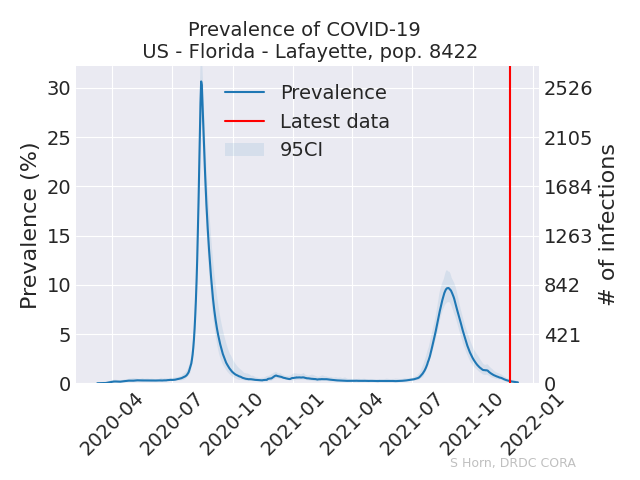 Prevalence of COVID-19
US - Florida - Lafayette, pop. 8422
Prevalence (%)
30
25
20
15
10
5
0
Prevalence
Latest data
95CI
2526
2105
1684
1263
842
421
0
# of infections
2020-04
2020-07
2020-10
2021-01
2021-04
2021-07
2021-10
2022-01
S Horn, DRDC CORA